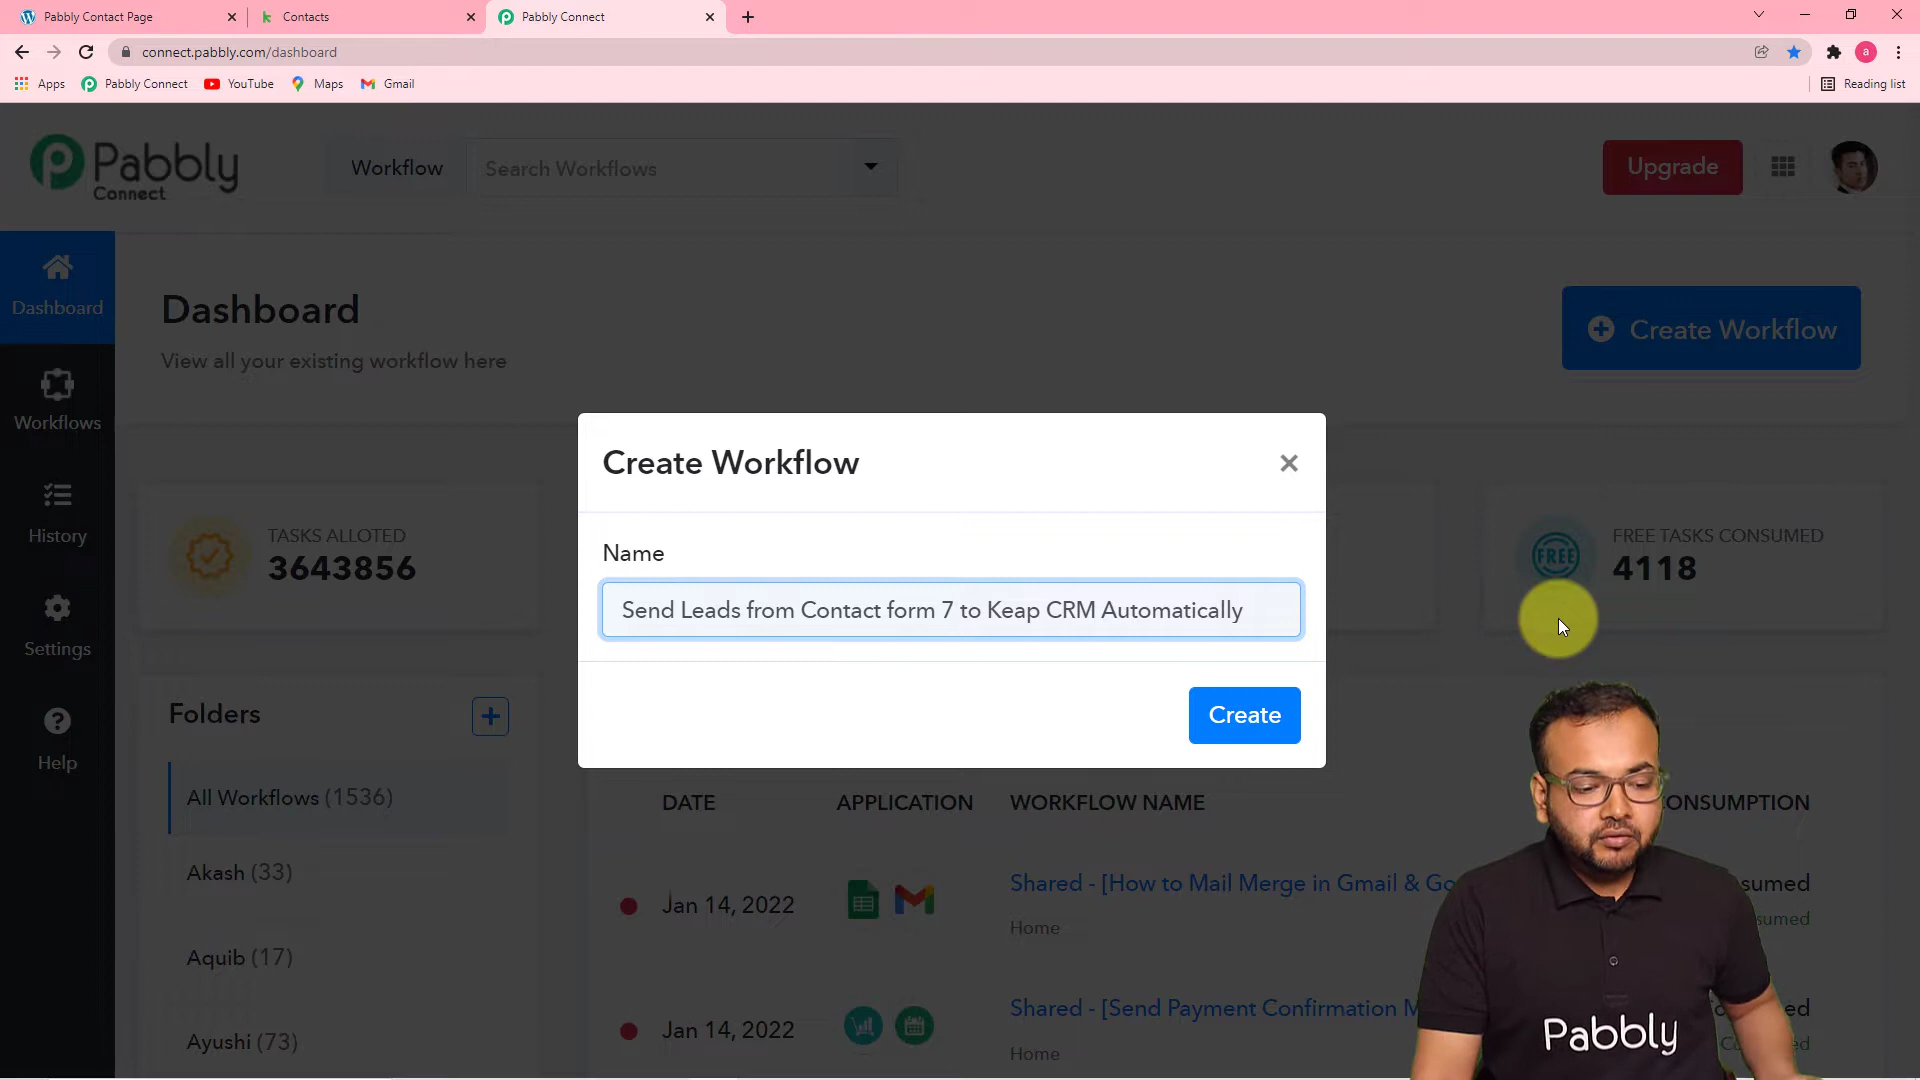 Pabbly Contact Page
Contacts
Pabbly Connect
connect.pabbly.com/dashboard
Apps
Pabbly Connect
YouTube
Maps
Gmail
Reading list
Pabbly
Connect
Workflow
Search Workflows
Upgrade
a
Dashboard
Workflows
History
Settings
Help
Dashboard
View all your existing workflow here
Create Workflow
TASKS ALLOTED
3643856
FREE
FREE TASKS CONSUMED
4118
Create Workflow
Name
Send Leads from Contact form 7 to Keap CRM Automatically
Create
Folders
All Workflows (1536)
Akash (33)
Aquib (17)
Ayushi (73)
DATE
APPLICATION
WORKFLOW NAME
Jan 14, 2022
Shared - [How to Mail Merge in Gmail &
Home
Jan 14, 2022
Shared - [Send Payment Confirmation
Home
Pabbly